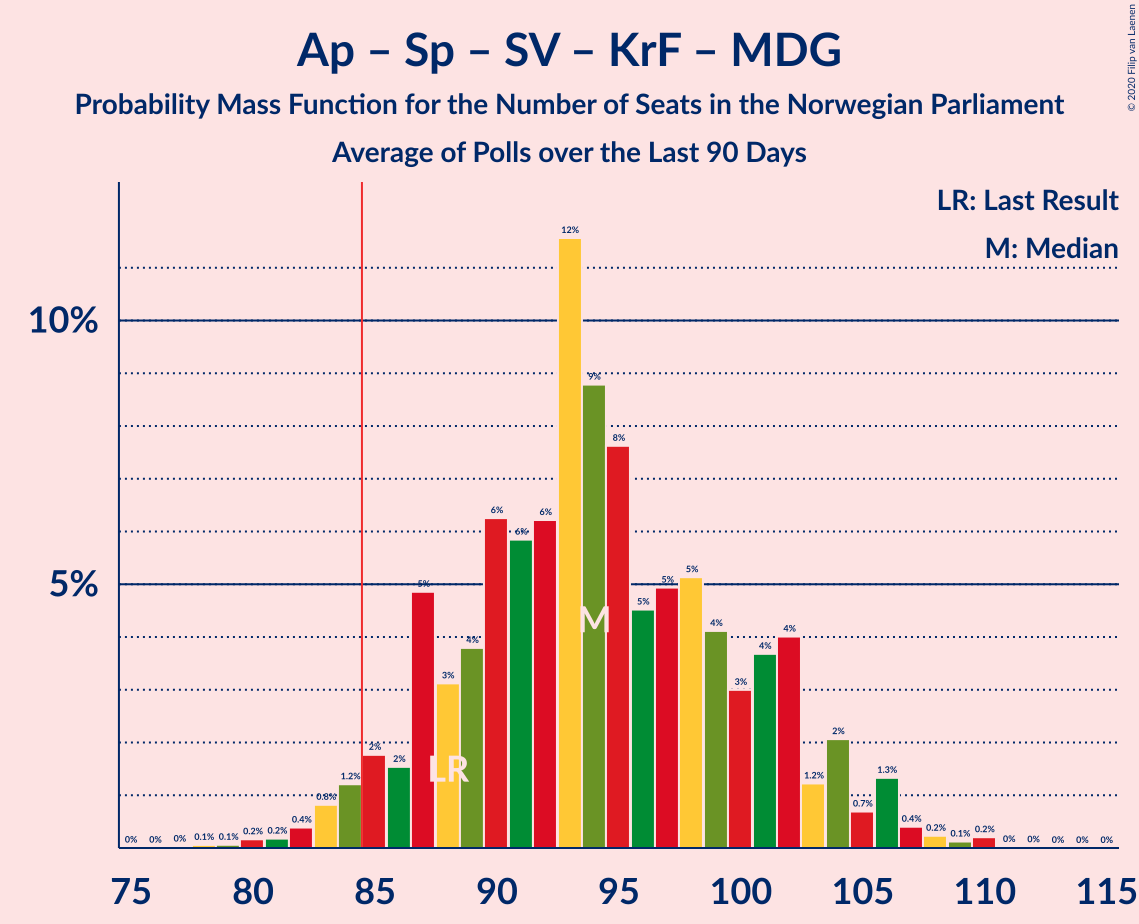 Ap – Sp – SV – KrF – MDG
Probability Mass Function for the Number of Seats in the Norwegian Parliament
Average of Polls over the Last 90 Days
© 2020 Filip van Laenen
LR: Last Result
M: Median
10%
5%
0% 0% 0% 0.1% 0.1% 0.2% 0.2% 0.4% 0.8% 1.2% 2% 2% 5% 3% 4% 6% 6% 6% 12% 9% 8% 5% 5% 5% 4% 3% 4% 4% 1.2% 2% 0.7% 1.3% 0.4% 0.2% 0.1% 0.2% 0% 0% 0% 0% 0%
M
LR
75 80 85 90 95 100 105 110 115